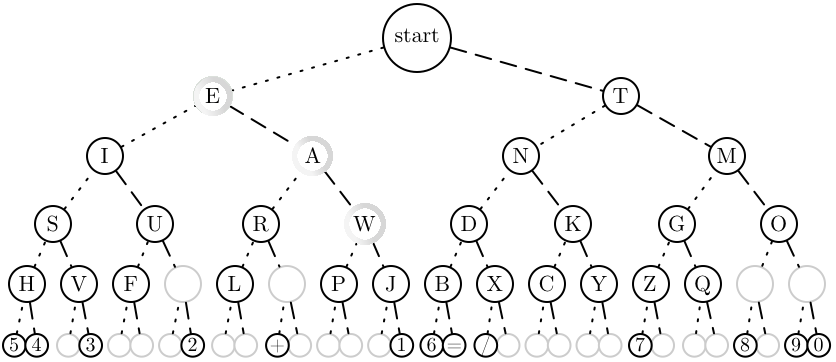 start
E T
I A N M
S U R W D K G O
H V F L P J B X C Y Z Q
5 4 3 2 + 1 6 = / 7 8 9 0